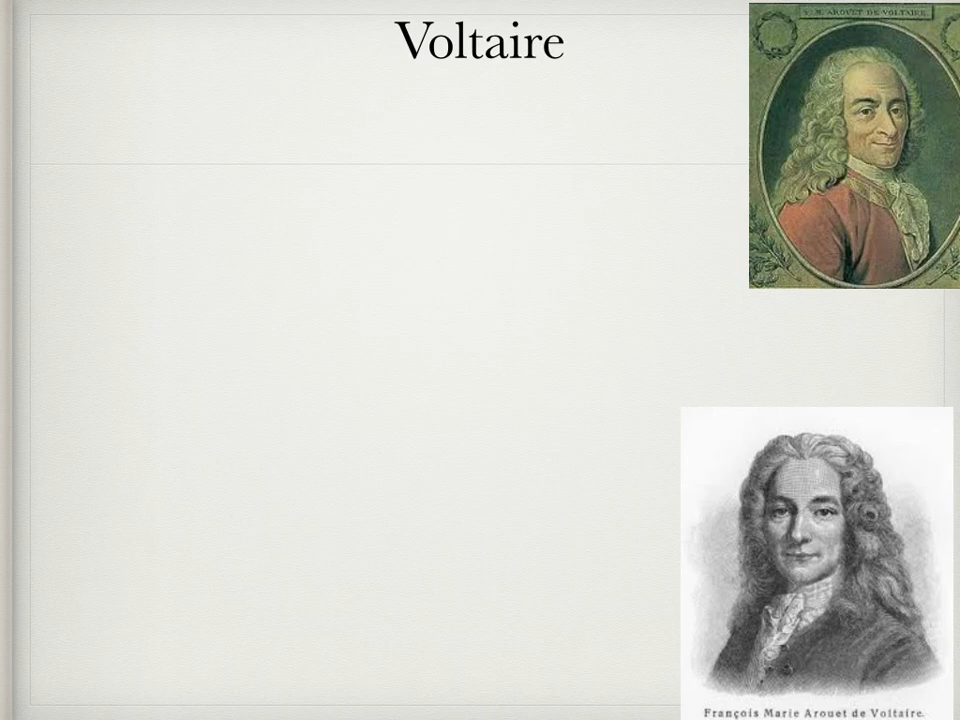 Voltaire
F. M. AROUET DE VOLTAIRE.
François Marie Arouet de Voltaire.